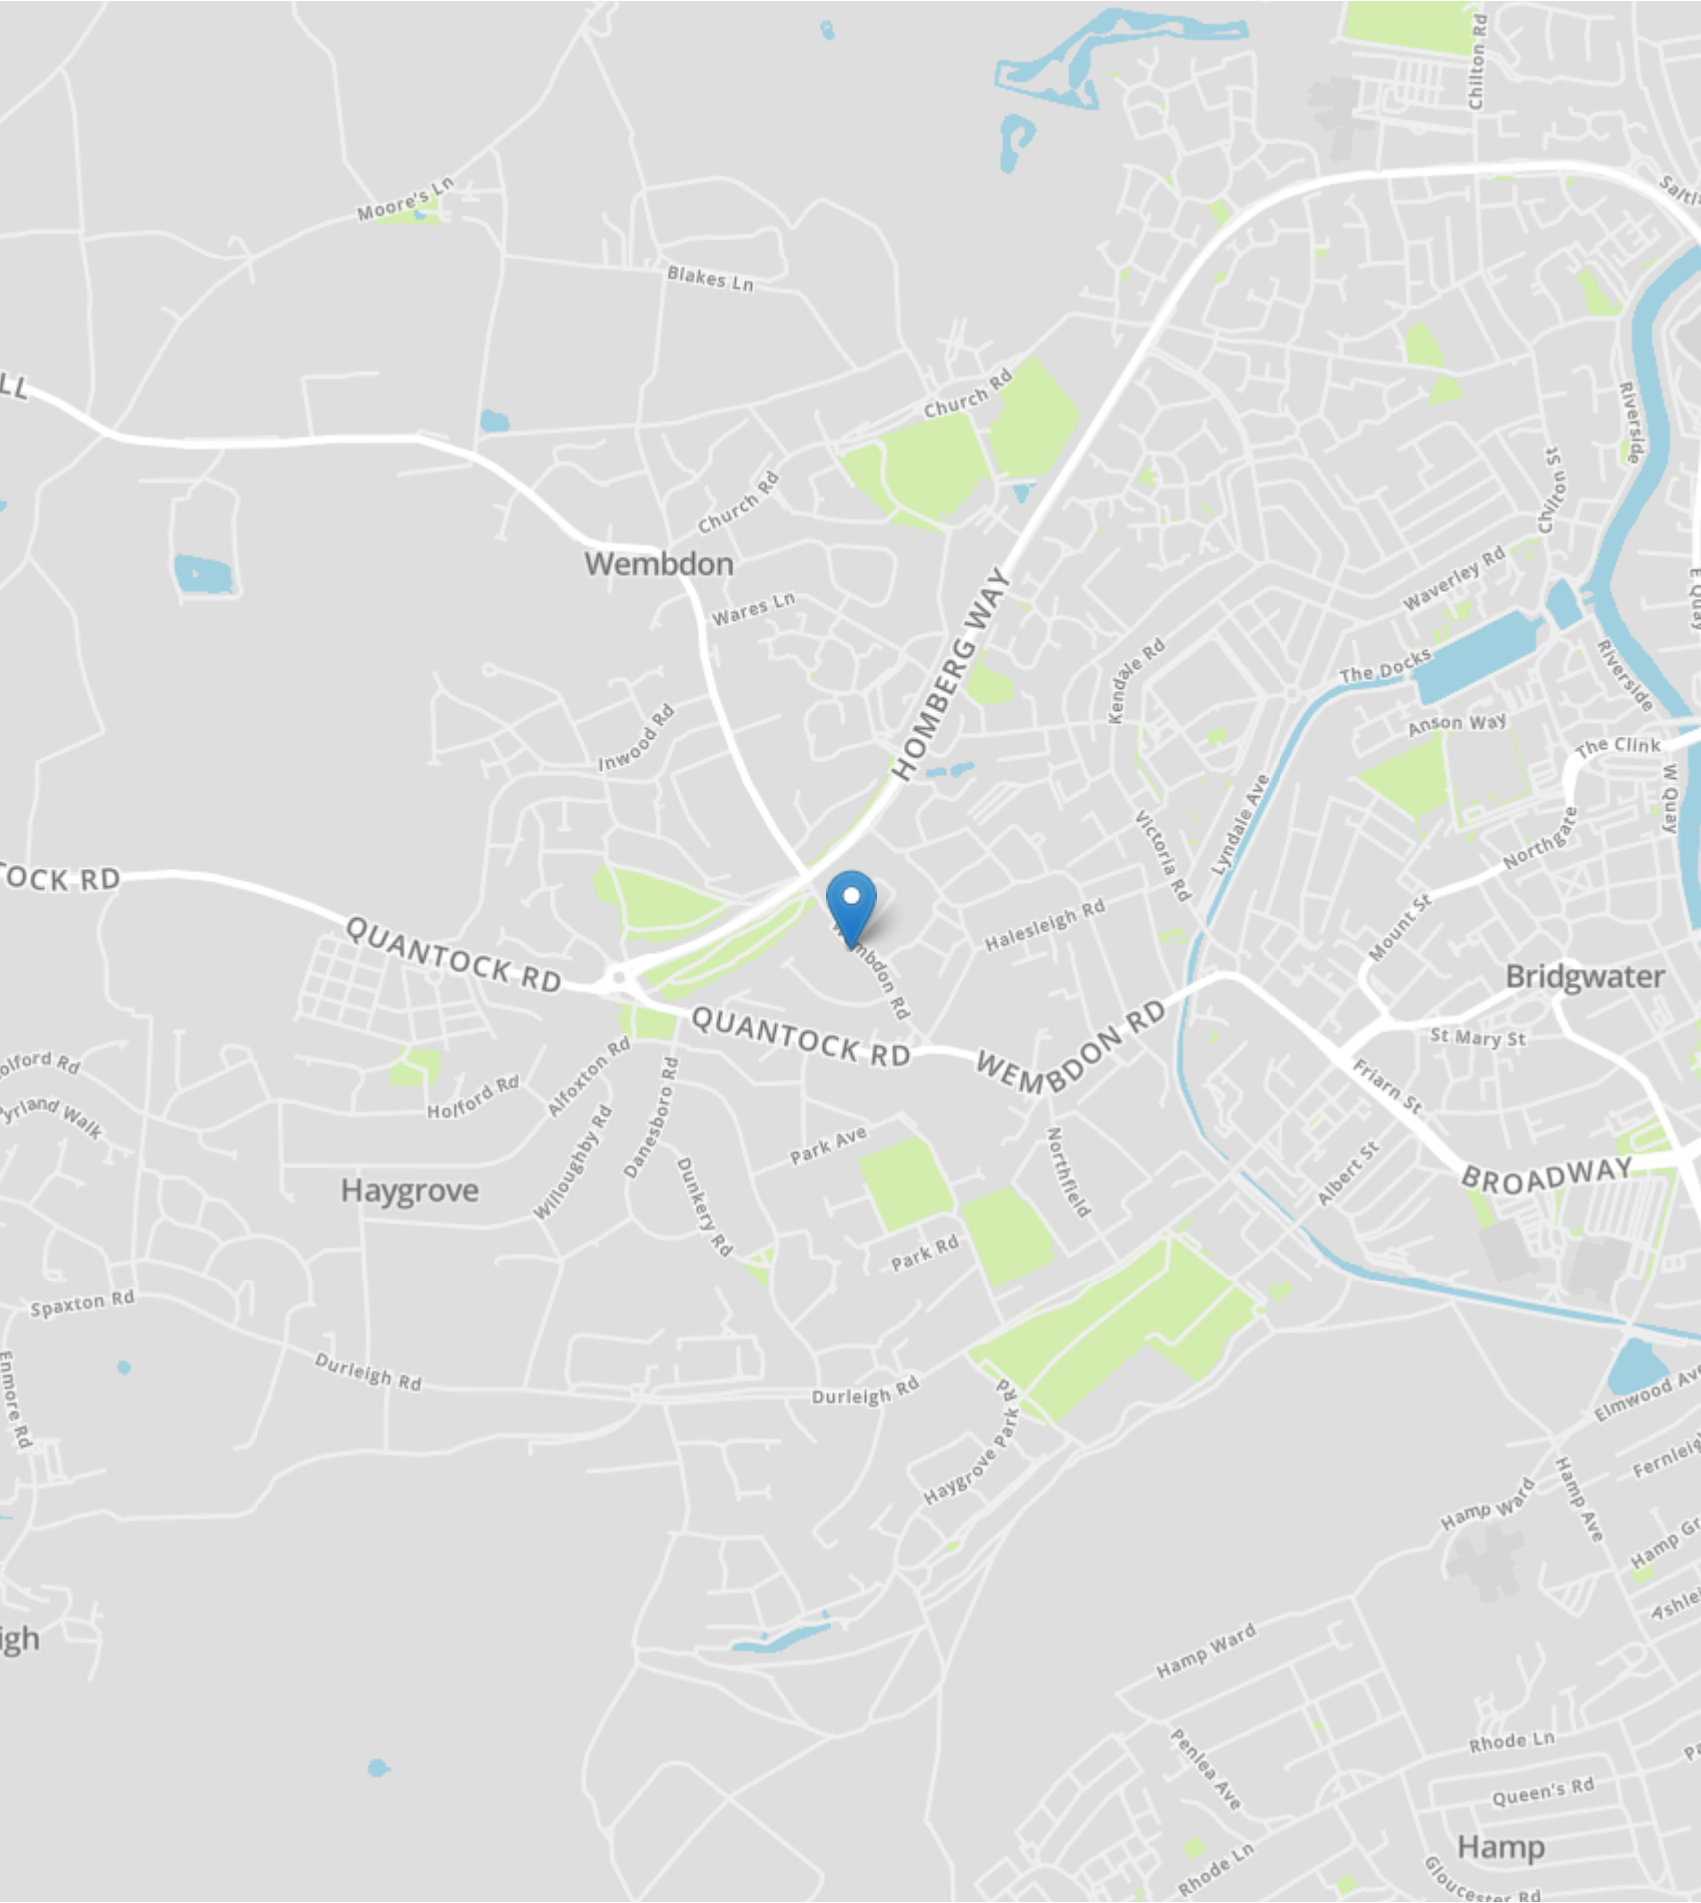 Chilton Rd
Moore's Ln
Blakes Ln
Church Rd
Riverside
Church Rd
Chilton St
Wembdon
Waverley Rd
Wares Ln
E Quay
HOMBERG WAY
Kendale Rd
The Docks
Riverside
Inwood Rd
Anson Way
The Clink
W Quay
Lyndale Ave
Victoria Rd
Northgate
TOCK RD
QUANTOCK RD
Halesleigh Rd
Mount St
Wembdon Rd
Bridgwater
QUANTOCK RD
WEMBDON RD
St Mary St
Friarn St
olford Rd
Holford Rd
Alfoxton Rd
yrland Walk
Willoughby Rd
Danesboro Rd
Park Ave
Northfield
Albert St
BROADWAY
Haygrove
Dunkery Rd
Park Rd
Spaxton Rd
Enmore Rd
Durleigh Rd
Durleigh Rd
Haygrove Park Rd
Elmwood Ave
Fernleigh
Hamp Ward
Hamp Ave
Hamp Gr
Ashlei
igh
Hamp Ward
Penlea Ave
Rhode Ln
Queen's Rd
Hamp
Rhode Ln
Gloucester Rd